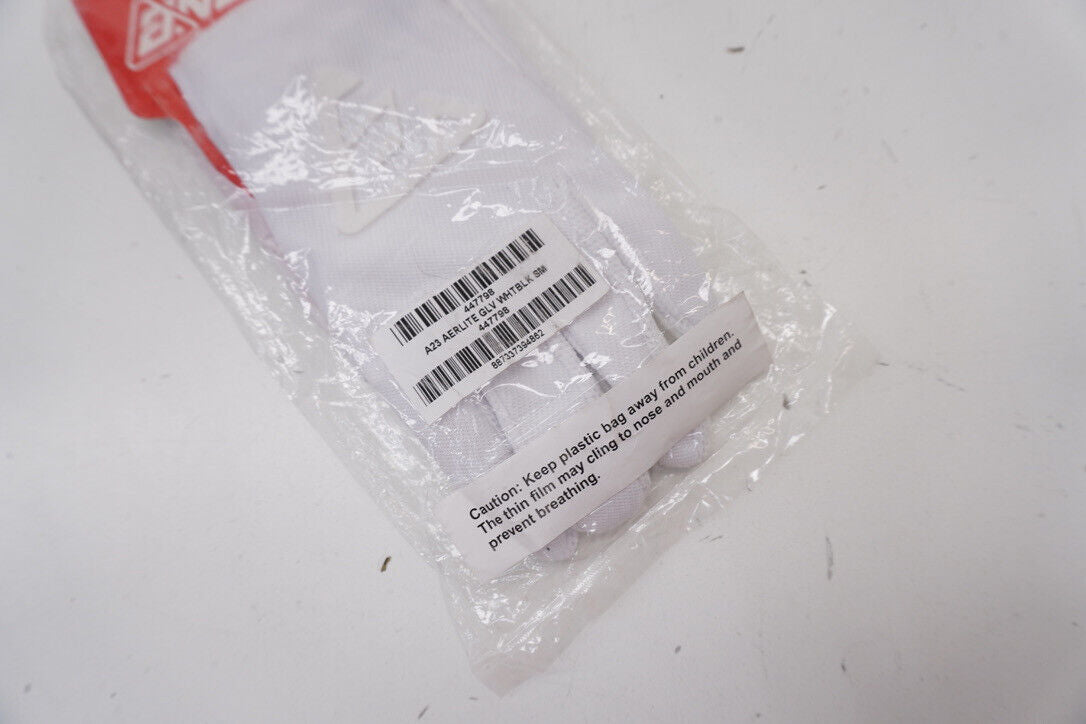 447798
A23 AERLITE GLV WHTBLK SM
447798
887337394862
Caution: Keep plastic bag away from children.
The thin film may cling to nose and mouth and
prevent breathing.